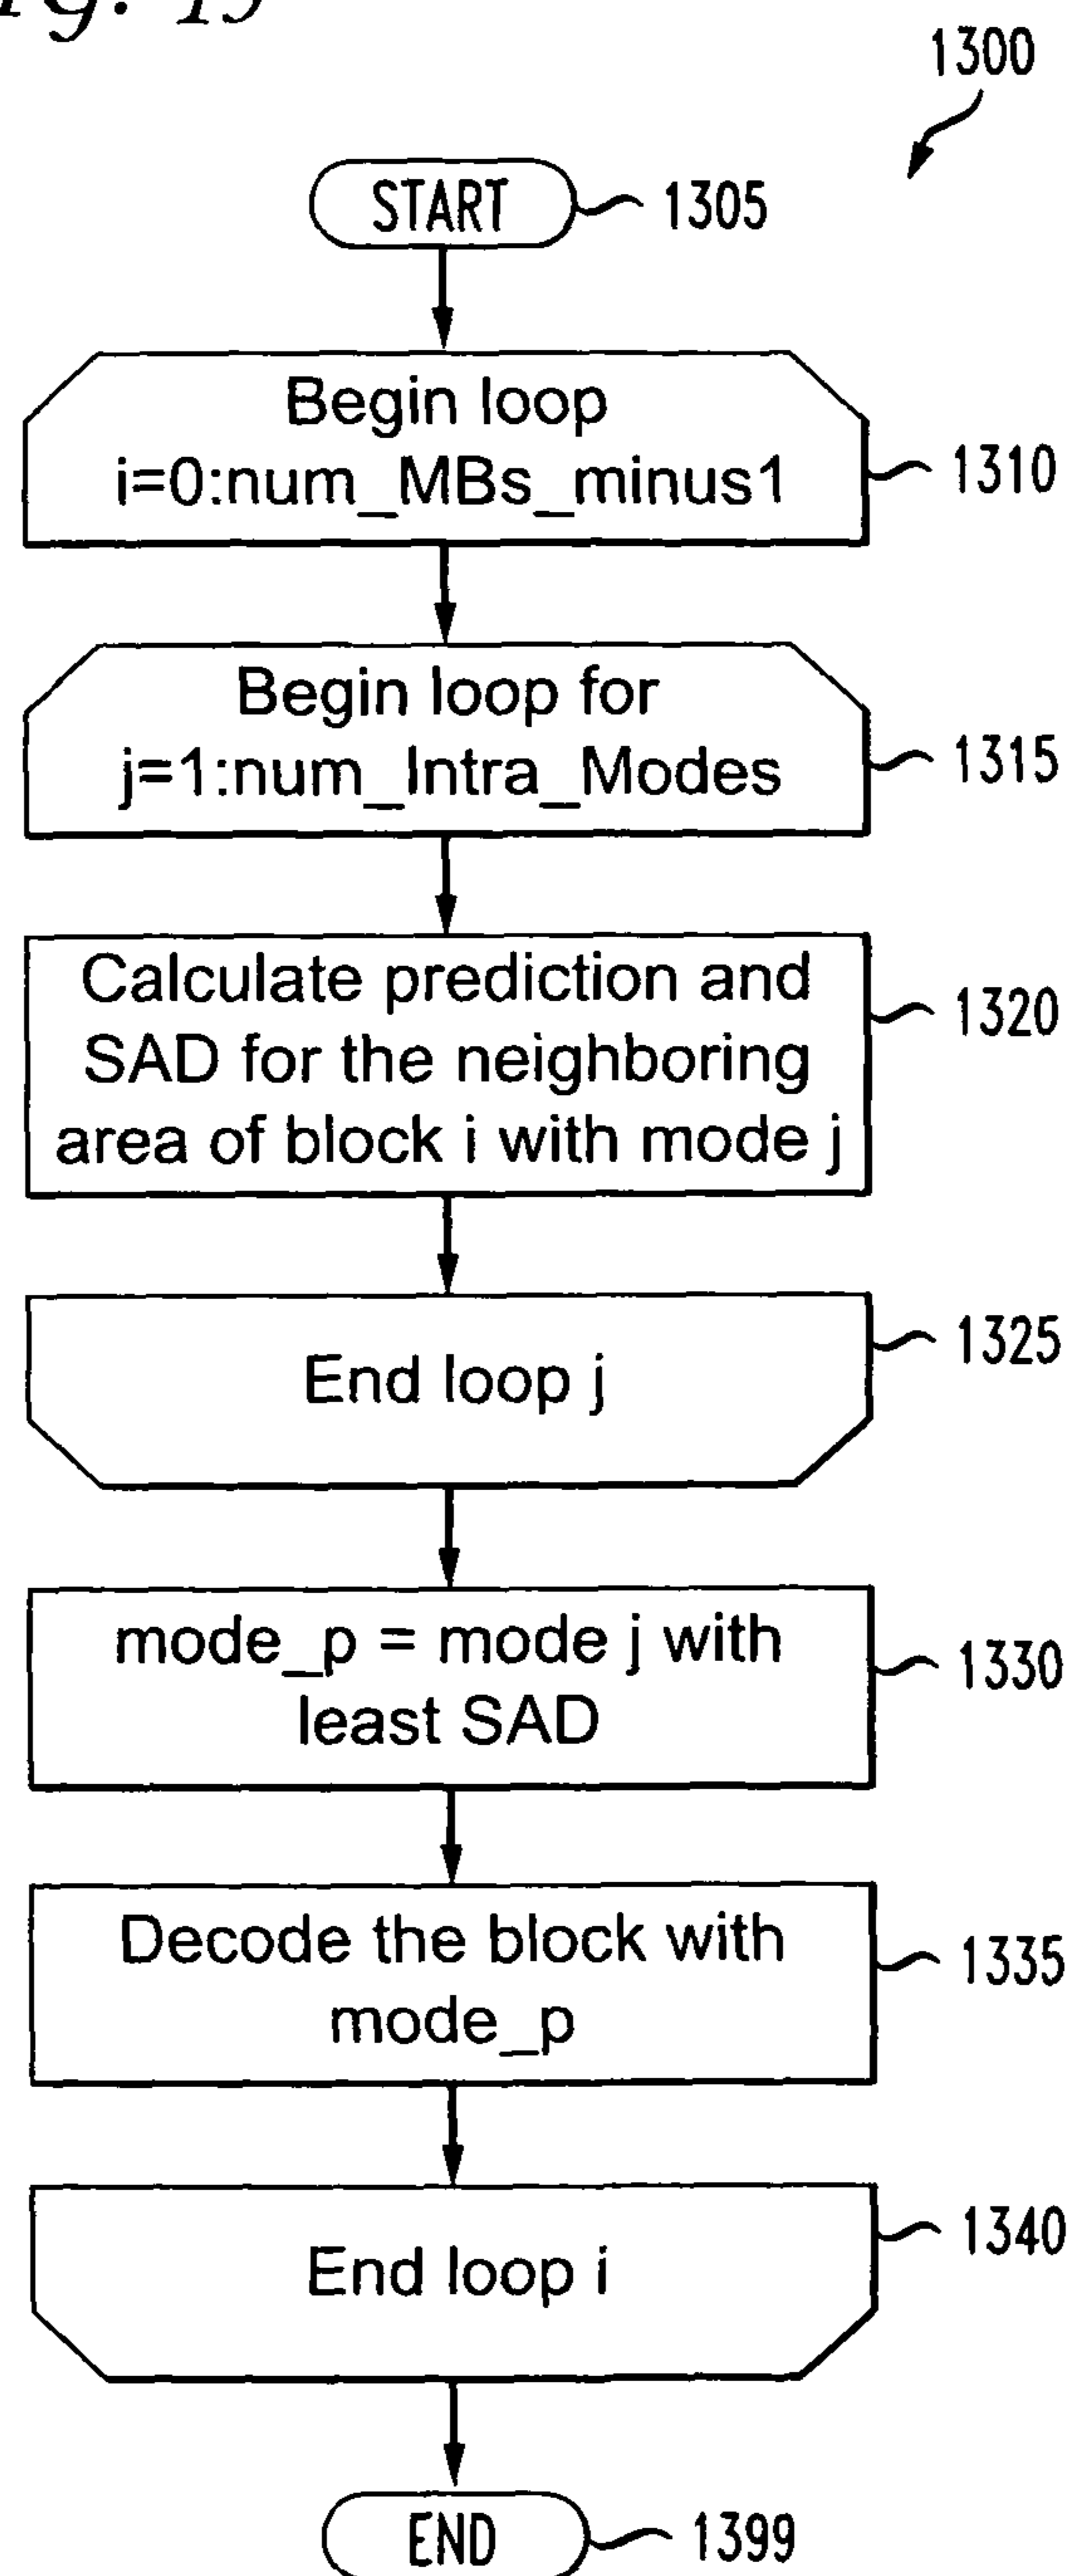 1300
START
1305
Begin loop
i=0:num_MBs_minus1
1310
Begin loop for
j=1:num_Intra_Modes
1315
Calculate prediction and
SAD for the neighboring
area of block i with mode j
1320
End loop j
1325
mode_p = mode j with
least SAD
1330
Decode the block with
mode_p
1335
End loop i
1340
END
1399